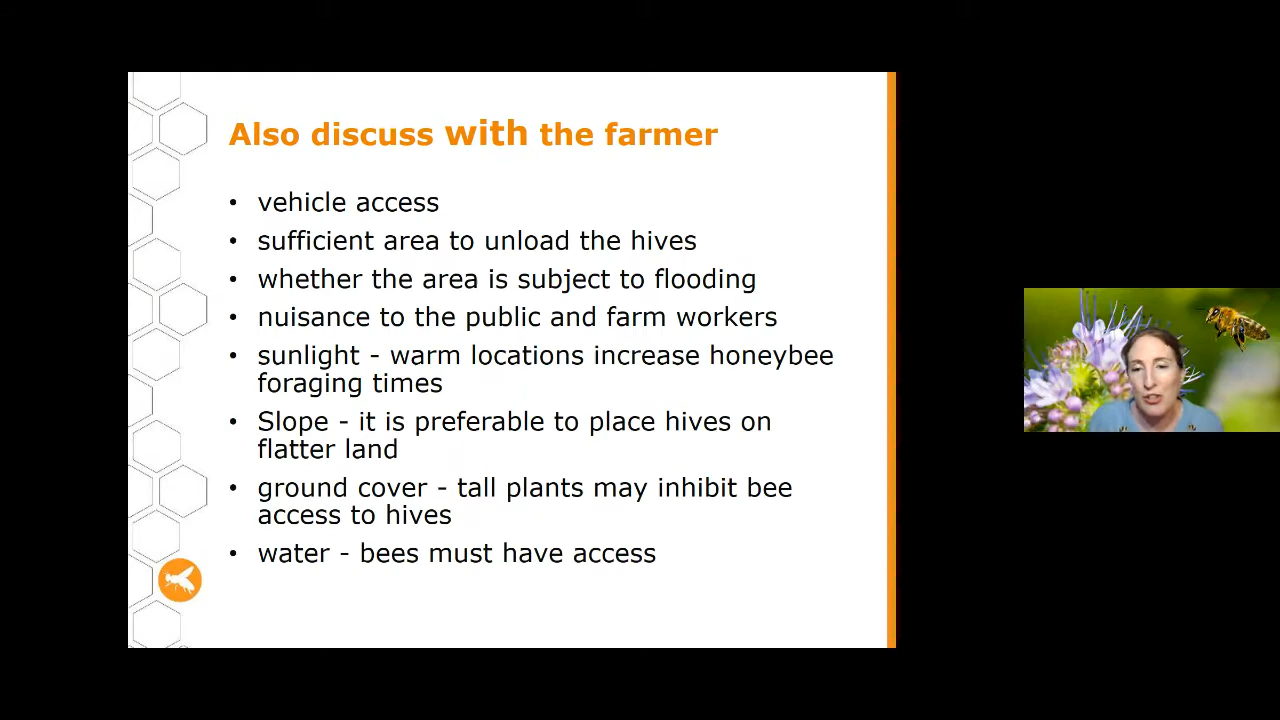 Also discuss with the farmer
• vehicle access
• sufficient area to unload the hives
• whether the area is subject to flooding
• nuisance to the public and farm workers
• sunlight - warm locations increase honeybee
foraging times
• Slope - it is preferable to place hives on
flatter land
• ground cover - tall plants may inhibit bee
access to hives
• water - bees must have access